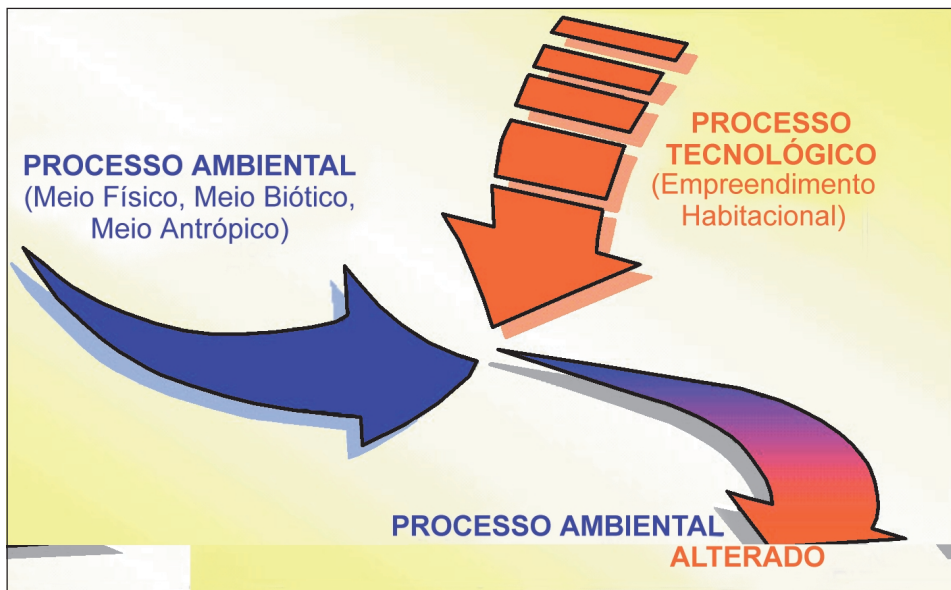 PROCESSO AMBIENTAL
(Meio Físico, Meio Biótico,
Meio Antrópico)
PROCESSO
TECNOLÓGICO
(Empreendimento
Habitacional)
PROCESSO AMBIENTAL
ALTERADO